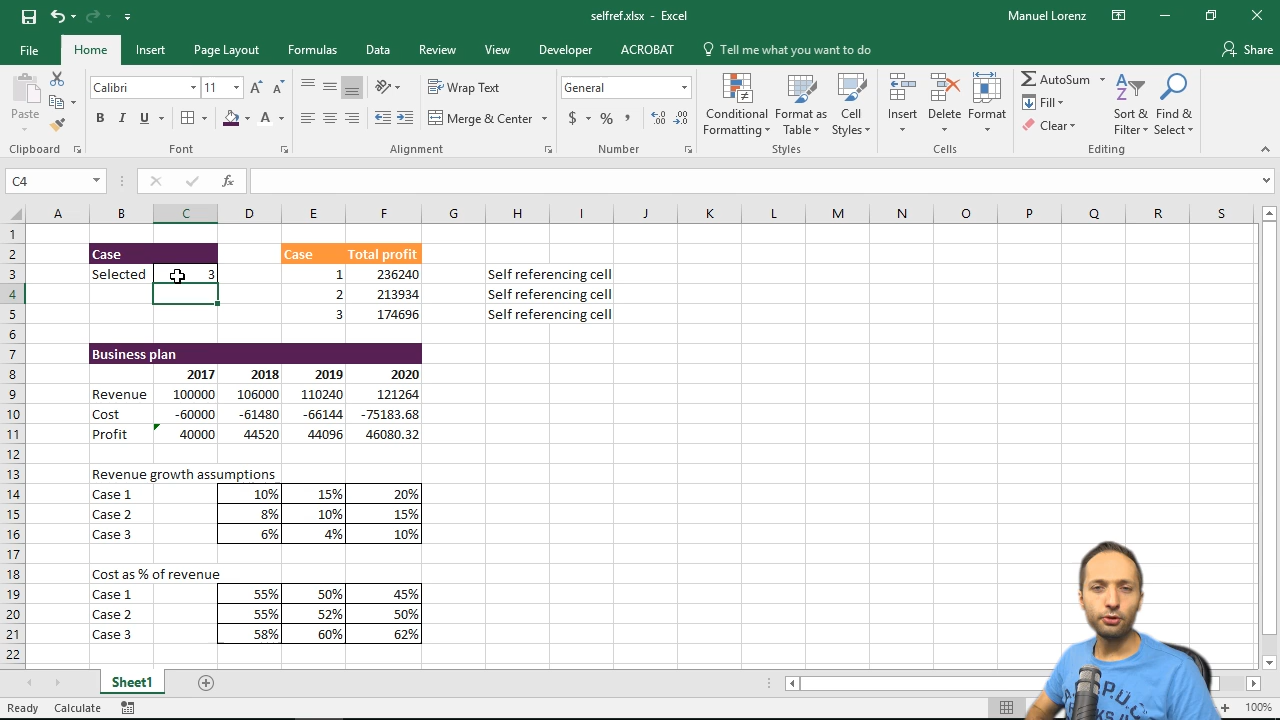 selfref.xlsx - Excel
Manuel Lorenz
File Home Insert Page Layout Formulas Data Review View Developer ACROBAT Tell me what you want to do Share
Paste
Clipboard
Calibri 11
B I U A
Font
Wrap Text
Merge & Center
Alignment
General
$ % ,
Number
Conditional Formatting
Format as Table
Cell Styles
Styles
Insert Delete Format
Cells
AutoSum
Fill
Clear
Sort & Filter
Find & Select
Editing
C4 fx
A B C D E F G H I J K L M N O P Q R S
1
2 Case Case Total profit
3 Selected 3 1 236240 Self referencing cell
4 2 213934 Self referencing cell
5 3 174696 Self referencing cell
6
7 Business plan
8 2017 2018 2019 2020
9 Revenue 100000 106000 110240 121264
10 Cost -60000 -61480 -66144 -75183.68
11 Profit 40000 44520 44096 46080.32
12
13 Revenue growth assumptions
14 Case 1 10% 15% 20%
15 Case 2 8% 10% 15%
16 Case 3 6% 4% 10%
17
18 Cost as % of revenue
19 Case 1 55% 50% 45%
20 Case 2 55% 52% 50%
21 Case 3 58% 60% 62%
22
Sheet1
Ready Calculate 100%